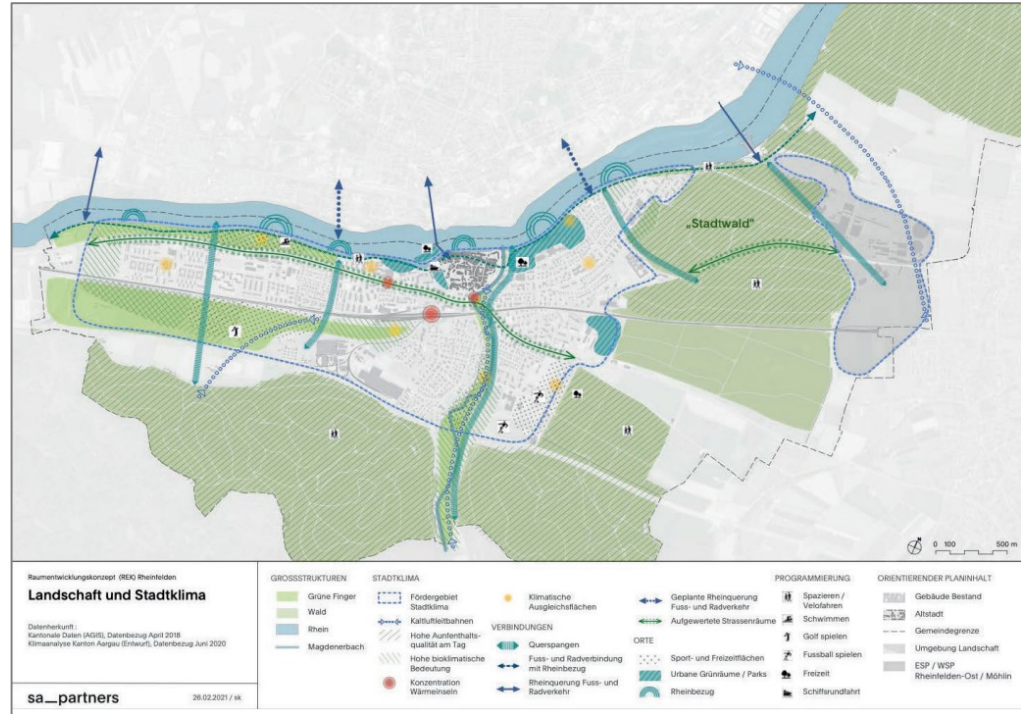 „Stadtwald"
N
0 100 500 m
Raumentwicklungskonzept (REK) Rheinfelden
Landschaft und Stadtklima
Datenherkunft :
Kantonale Daten (AGIS), Datenbezug April 2018
Klimaanalyse Kanton Aargau (Entwurf), Datenbezug Juni 2020
sa_partners
26.02.2021 / sk
GROSSSTRUKTUREN
Grüne Finger
Wald
Rhein
Magdenerbach
STADTKLIMA
Fördergebiet
Stadtklima
Kaltluftleitbahnen
Hohe Aufenthalts-
qualität am Tag
Hohe bioklimatische
Bedeutung
Konzentration
Wärmeinseln
Klimatische
Ausgleichsflächen
VERBINDUNGEN
Querspangen
Fuss- und Radverbindung
mit Rheinbezug
Rheinquerung Fuss- und
Radverkehr
Geplante Rheinquerung
Fuss- und Radverkehr
Aufgewertete Strassenräume
ORTE
Sport- und Freizeitflächen
Urbane Grünräume / Parks
Rheinbezug
PROGRAMMIERUNG
Spazieren /
Velofahren
Schwimmen
Golf spielen
Fussball spielen
Freizeit
Schiffsrundfahrt
ORIENTIERENDER PLANINHALT
Gebäude Bestand
Altstadt
Gemeindegrenze
Umgebung Landschaft
ESP / WSP
Rheinfelden-Ost / Möhlin